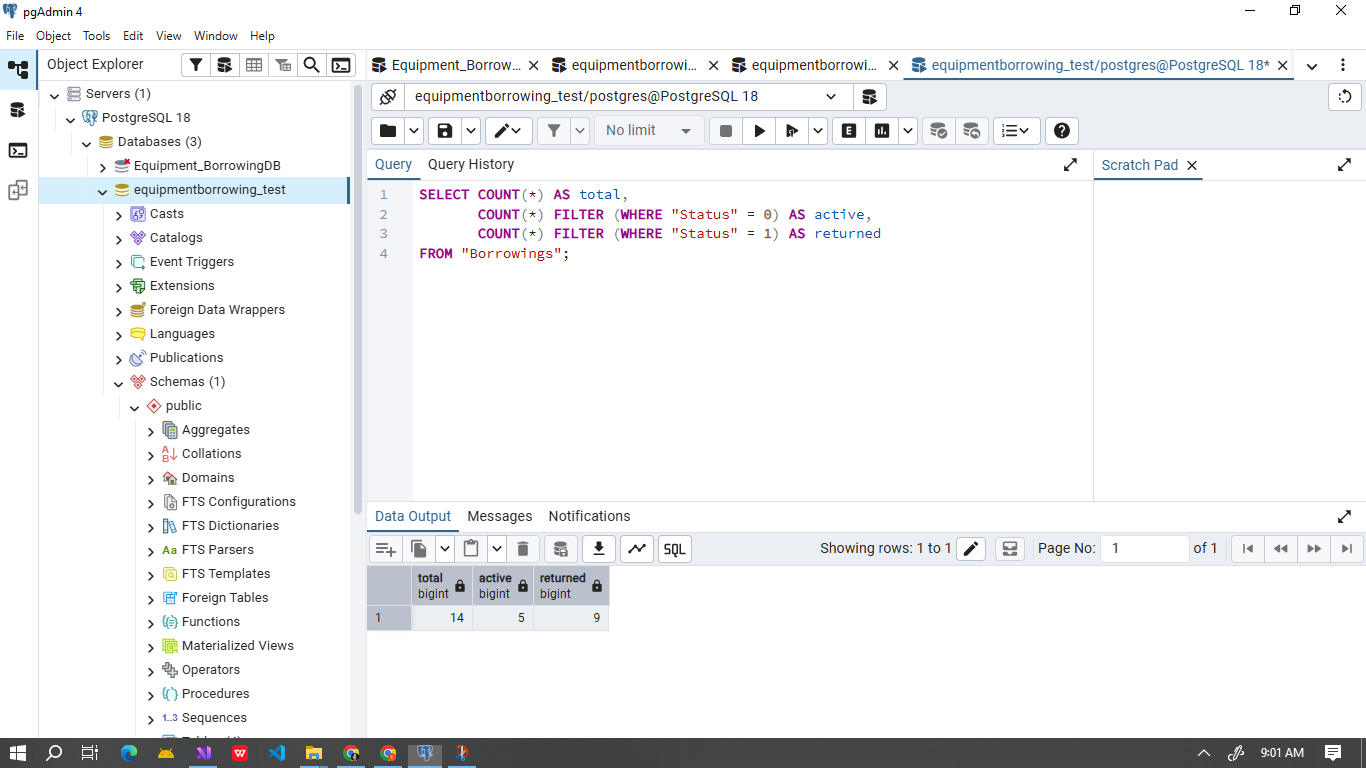 pgAdmin 4
File Object Tools Edit View Window Help
Object Explorer
Equipment_Borrow...
equipmentborrowi...
equipmentborrowi...
equipmentborrowing_test/postgres@PostgreSQL 18*
Servers (1)
PostgreSQL 18
Databases (3)
Equipment_BorrowingDB
equipmentborrowing_test
Casts
Catalogs
Event Triggers
Extensions
Foreign Data Wrappers
Languages
Publications
Schemas (1)
public
Aggregates
Collations
Domains
FTS Configurations
FTS Dictionaries
Aa FTS Parsers
FTS Templates
Foreign Tables
Functions
Materialized Views
Operators
Procedures
1..3 Sequences
equipmentborrowing_test/postgres@PostgreSQL 18
No limit
E
Query Query History
Scratch Pad
1 SELECT COUNT(*) AS total,
2 COUNT(*) FILTER (WHERE "Status" = 0) AS active,
3 COUNT(*) FILTER (WHERE "Status" = 1) AS returned
4 FROM "Borrowings";
Data Output Messages Notifications
SQL
Showing rows: 1 to 1
Page No: 1 of 1
total active returned
bigint bigint bigint
1 14 5 9
9:01 AM